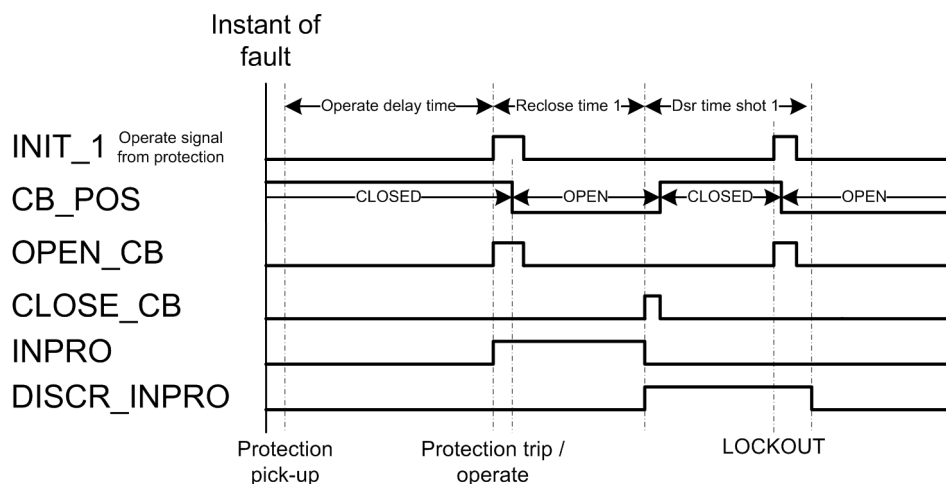 Instant of
fault
Operate delay time
Reclose time 1
Dsr time shot 1
INIT_1
Operate signal
from protection
CB_POS
CLOSED
OPEN
CLOSED
OPEN
OPEN_CB
CLOSE_CB
INPRO
DISCR_INPRO
Protection
pick-up
Protection trip /
operate
LOCKOUT